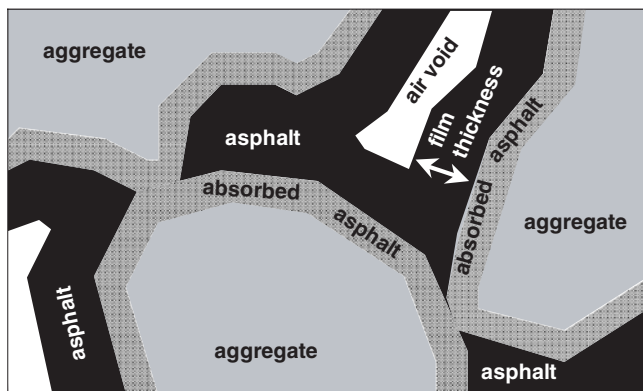 aggregate
air void
film
thickness
asphalt
asphalt
absorbed
asphalt
absorbed
aggregate
asphalt
aggregate
asphalt